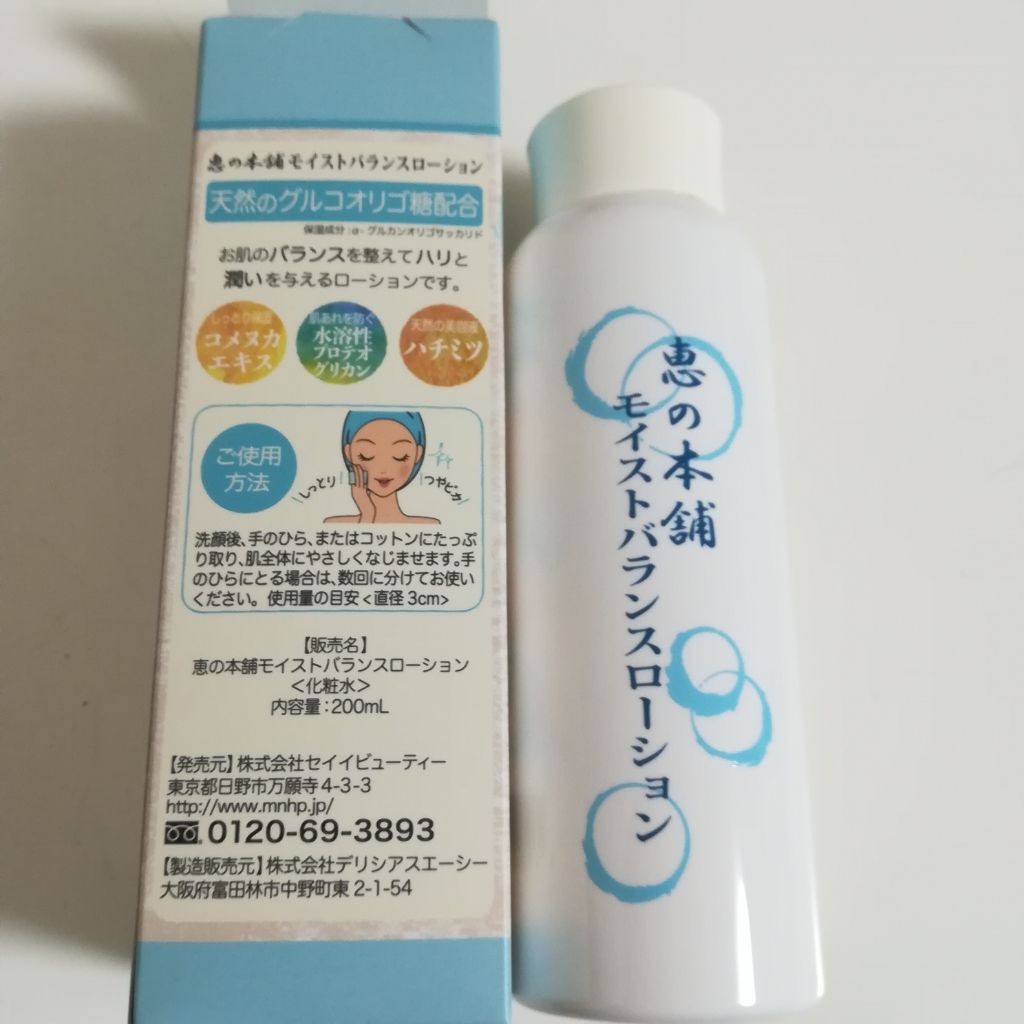 恵の本舗モイストバランスローション
天然のグルコオリゴ糖配合
保湿成分:α-グルカンオリゴサッカリド
お肌のバランスを整えてハリと
潤いを与えるローションです。
しっとり保湿
コメヌカ
エキス
肌あれを防ぐ
水溶性
プロテオ
グリカン
天然の美容液
ハチミツ
ご使用
方法
しっとり
つやピカ
洗顔後、手のひら、またはコットンにたっぷ
り取り、肌全体にやさしくなじませます。手
のひらにとる場合は、数回に分けてお使い
ください。使用量の目安<直径3cm>
【販売名】
恵の本舗モイストバランスローション
<化粧水>
内容量:200mL
【発売元】株式会社セイイビューティー
東京都日野市万願寺4-3-3
http://www.mnhp.jp/
0120-69-3893
【製造販売元】株式会社デリシアスエーシー
大阪府富田林市中野町東2-1-54
恵の本舗
モイストバランスローション